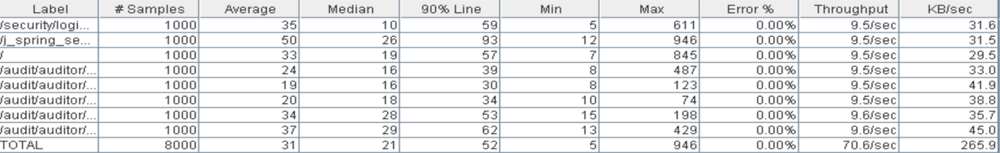 Label # Samples Average Median 90% Line Min Max Error % Throughput KB/sec
/security/logi... 1000 35 10 59 5 611 0.00% 9.5/sec 31.6
/j_spring_se... 1000 50 26 93 12 946 0.00% 9.5/sec 31.5
/ 1000 33 19 57 7 845 0.00% 9.5/sec 29.5
/audit/auditor/... 1000 24 16 39 8 487 0.00% 9.5/sec 33.0
/audit/auditor/... 1000 19 16 30 8 123 0.00% 9.5/sec 41.9
/audit/auditor/... 1000 20 18 34 10 74 0.00% 9.5/sec 38.8
/audit/auditor/... 1000 34 28 53 15 198 0.00% 9.6/sec 35.7
/audit/auditor/... 1000 37 29 62 13 429 0.00% 9.6/sec 45.0
TOTAL 8000 31 21 52 5 946 0.00% 70.6/sec 265.9